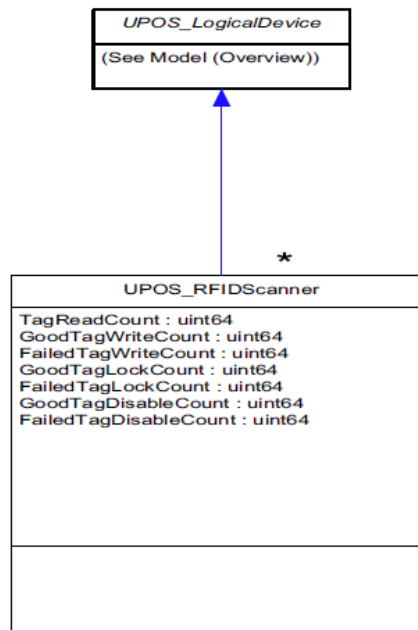 UPOS_LogicalDevice
(See Model (Overview))
*
UPOS_RFIDScanner
TagReadCount : uint64
GoodTagWriteCount : uint64
FailedTagWriteCount : uint64
GoodTagLockCount : uint64
FailedTagLockCount : uint64
GoodTagDisableCount : uint64
FailedTagDisableCount : uint64